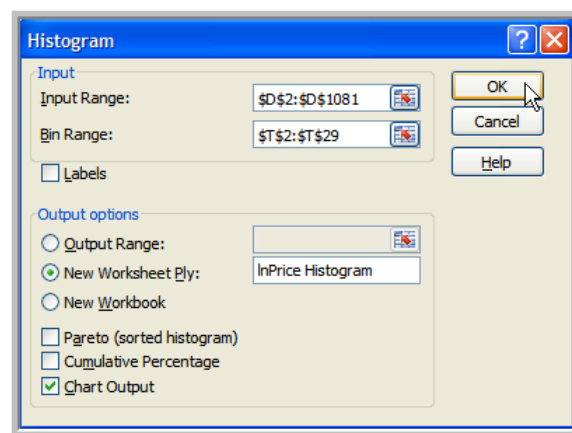 Histogram
Input
Input Range: $D$2:$D$1081
Bin Range: $T$2:$T$29
Labels
Output options
Output Range:
New Worksheet Ply: lnPrice Histogram
New Workbook
Pareto (sorted histogram)
Cumulative Percentage
Chart Output
OK
Cancel
Help